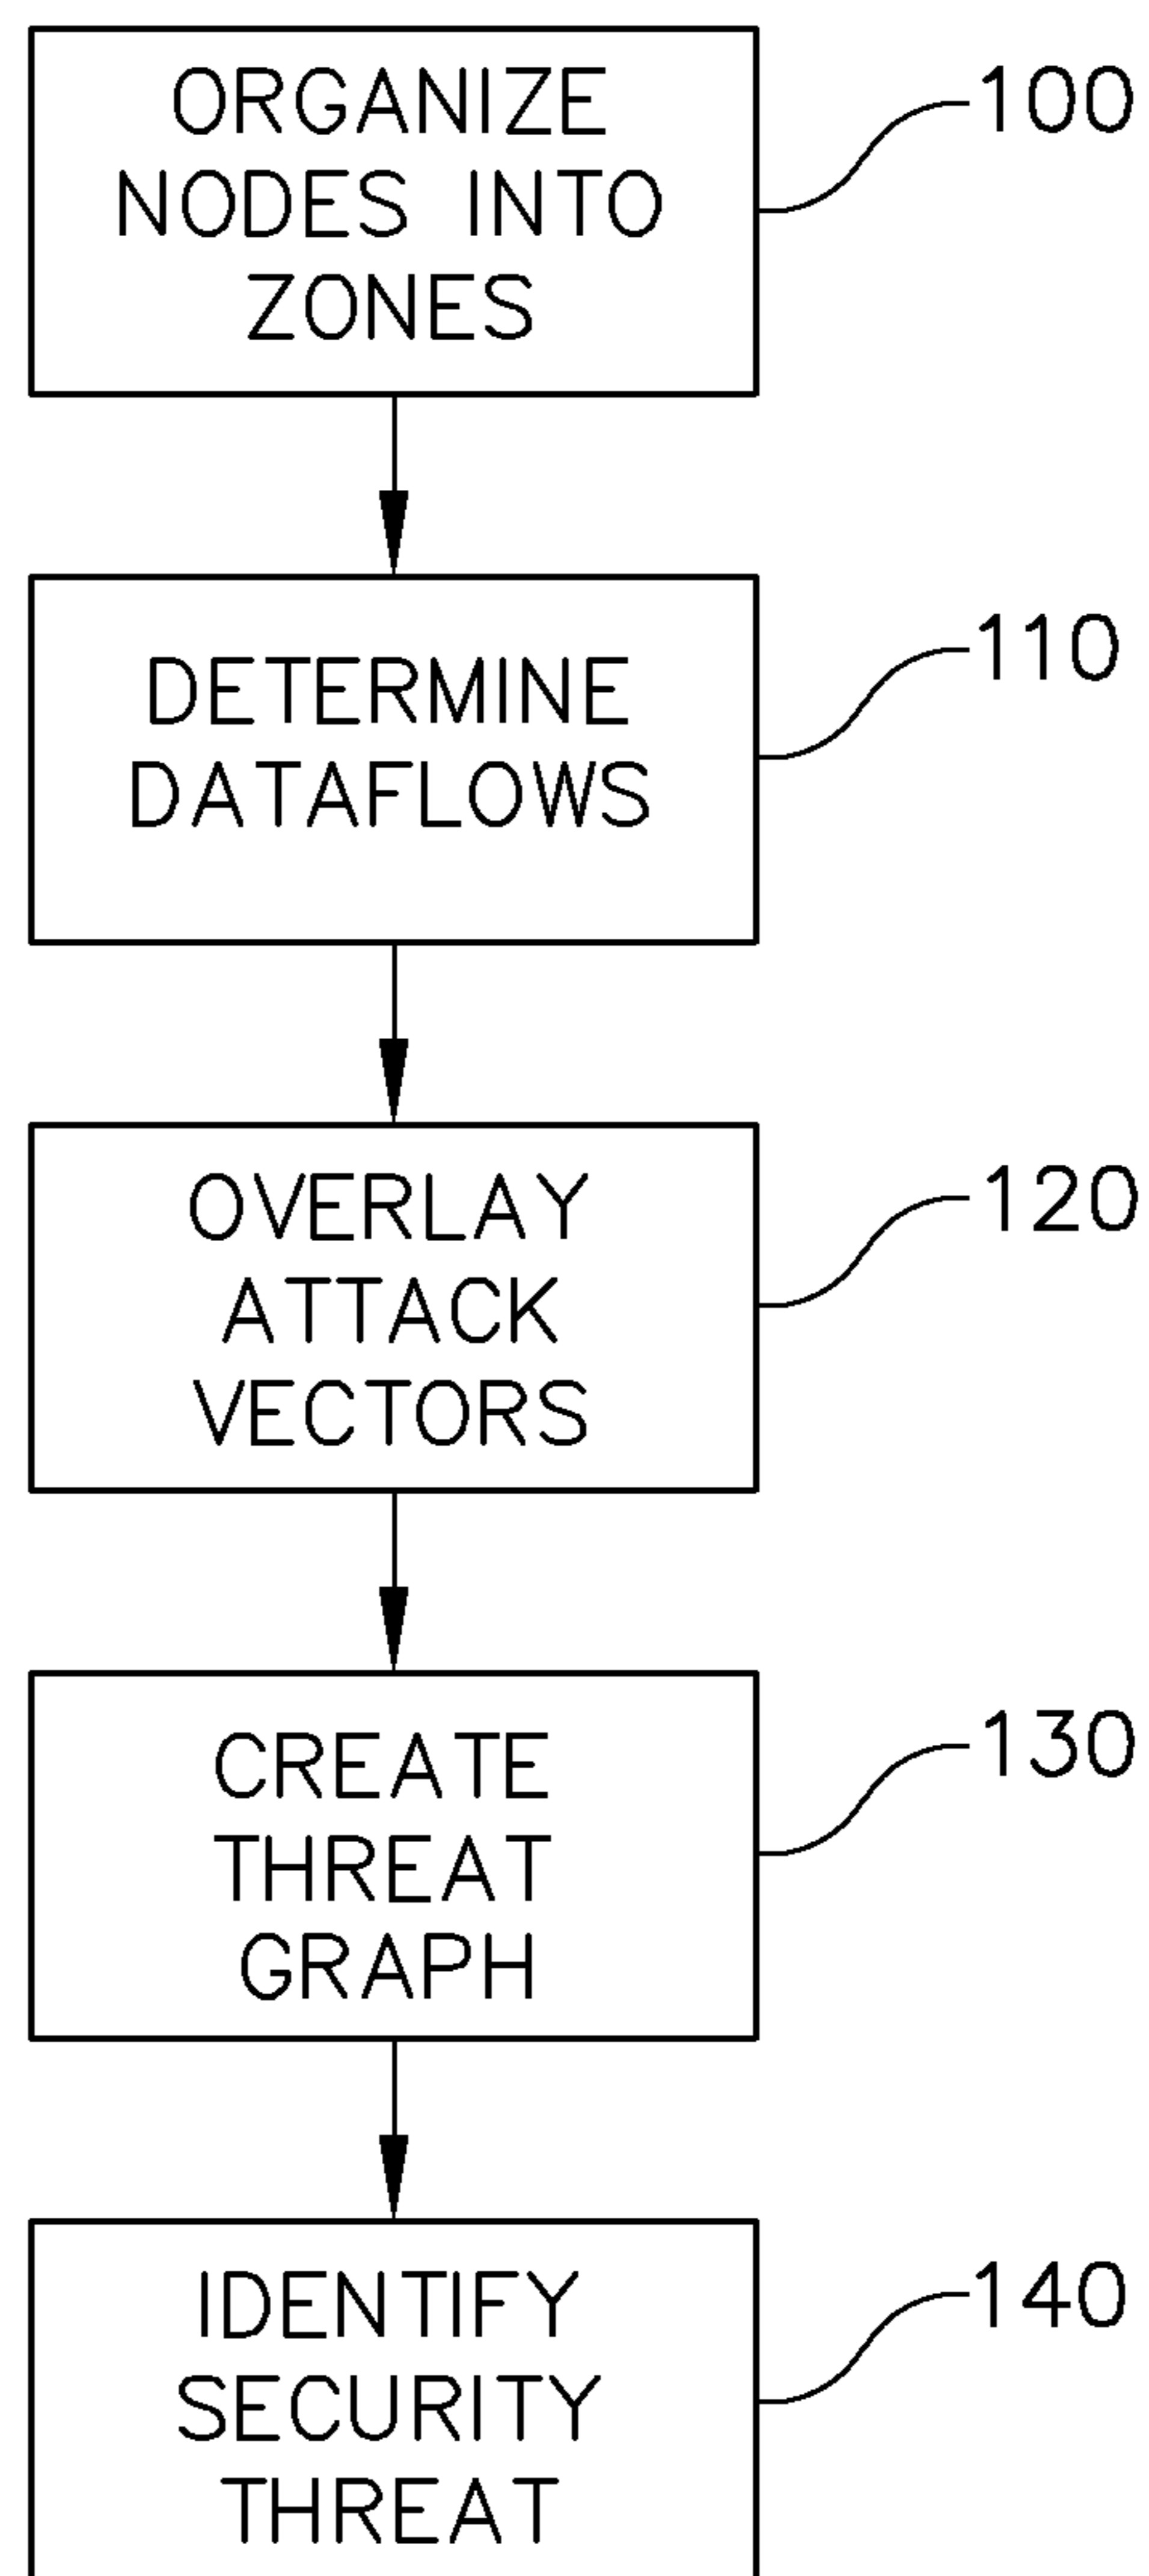 ORGANIZE
NODES INTO
ZONES
100
DETERMINE
DATAFLOWS
110
OVERLAY
ATTACK
VECTORS
120
CREATE
THREAT
GRAPH
130
IDENTIFY
SECURITY
THREAT
140